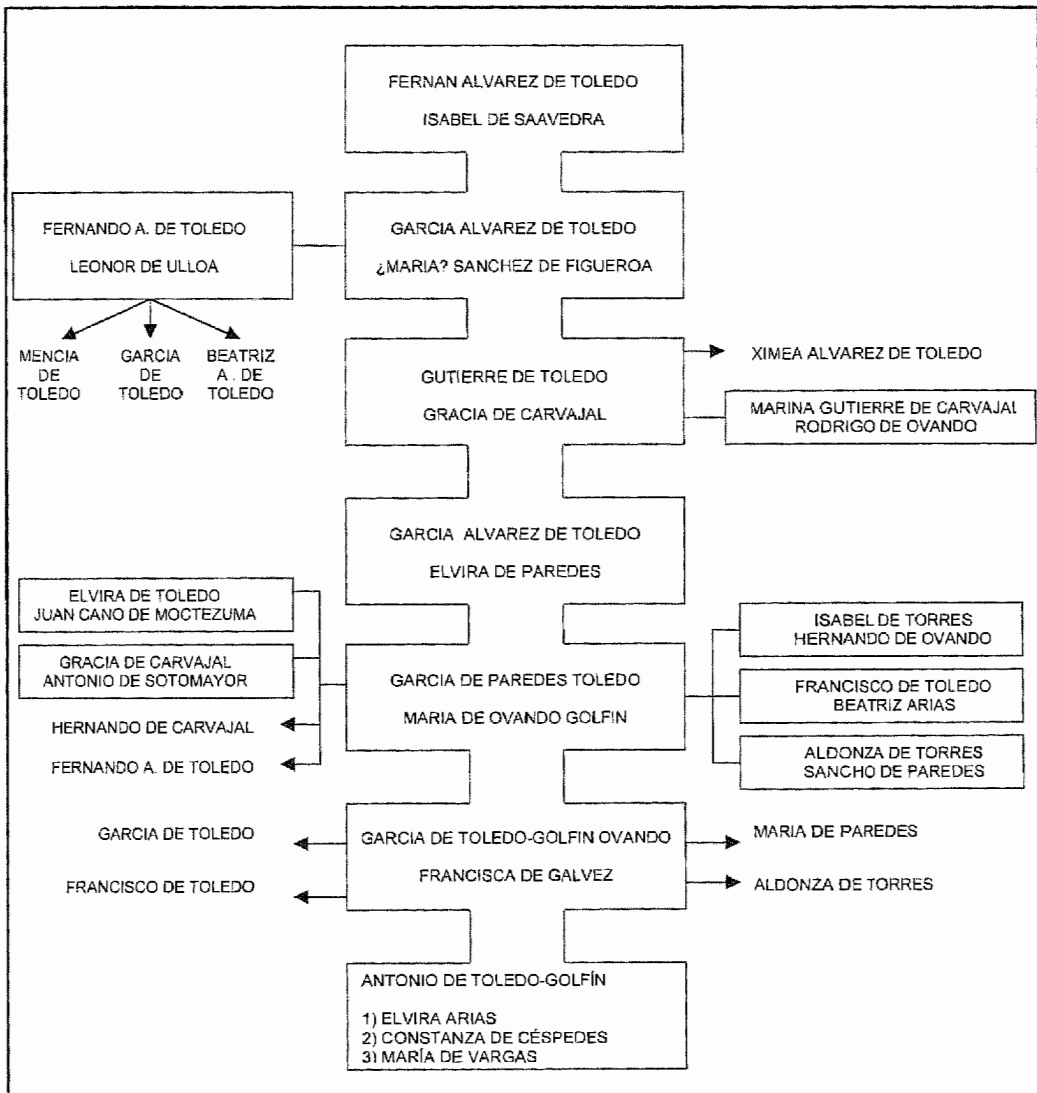 FERNAN ALVAREZ DE TOLEDO
ISABEL DE SAAVEDRA
FERNANDO A. DE TOLEDO
LEONOR DE ULLOA
GARCIA ALVAREZ DE TOLEDO
¿MARIA? SANCHEZ DE FIGUEROA
MENCIA
DE
TOLEDO
GARCIA
DE
TOLEDO
BEATRIZ
A. DE
TOLEDO
GUTIERRE DE TOLEDO
GRACIA DE CARVAJAL
XIMEA ALVAREZ DE TOLEDO
MARINA GUTIERRE DE CARVAJAL
RODRIGO DE OVANDO
GARCIA ALVAREZ DE TOLEDO
ELVIRA DE PAREDES
ELVIRA DE TOLEDO
JUAN CANO DE MOCTEZUMA
GRACIA DE CARVAJAL
ANTONIO DE SOTOMAYOR
HERNANDO DE CARVAJAL
FERNANDO A. DE TOLEDO
GARCIA DE PAREDES TOLEDO
MARIA DE OVANDO GOLFIN
ISABEL DE TORRES
HERNANDO DE OVANDO
FRANCISCO DE TOLEDO
BEATRIZ ARIAS
ALDONZA DE TORRES
SANCHO DE PAREDES
GARCIA DE TOLEDO
FRANCISCO DE TOLEDO
GARCIA DE TOLEDO-GOLFIN OVANDO
FRANCISCA DE GALVEZ
MARIA DE PAREDES
ALDONZA DE TORRES
ANTONIO DE TOLEDO-GOLFÍN
1) ELVIRA ARIAS
2) CONSTANZA DE CÉSPEDES
3) MARÍA DE VARGAS